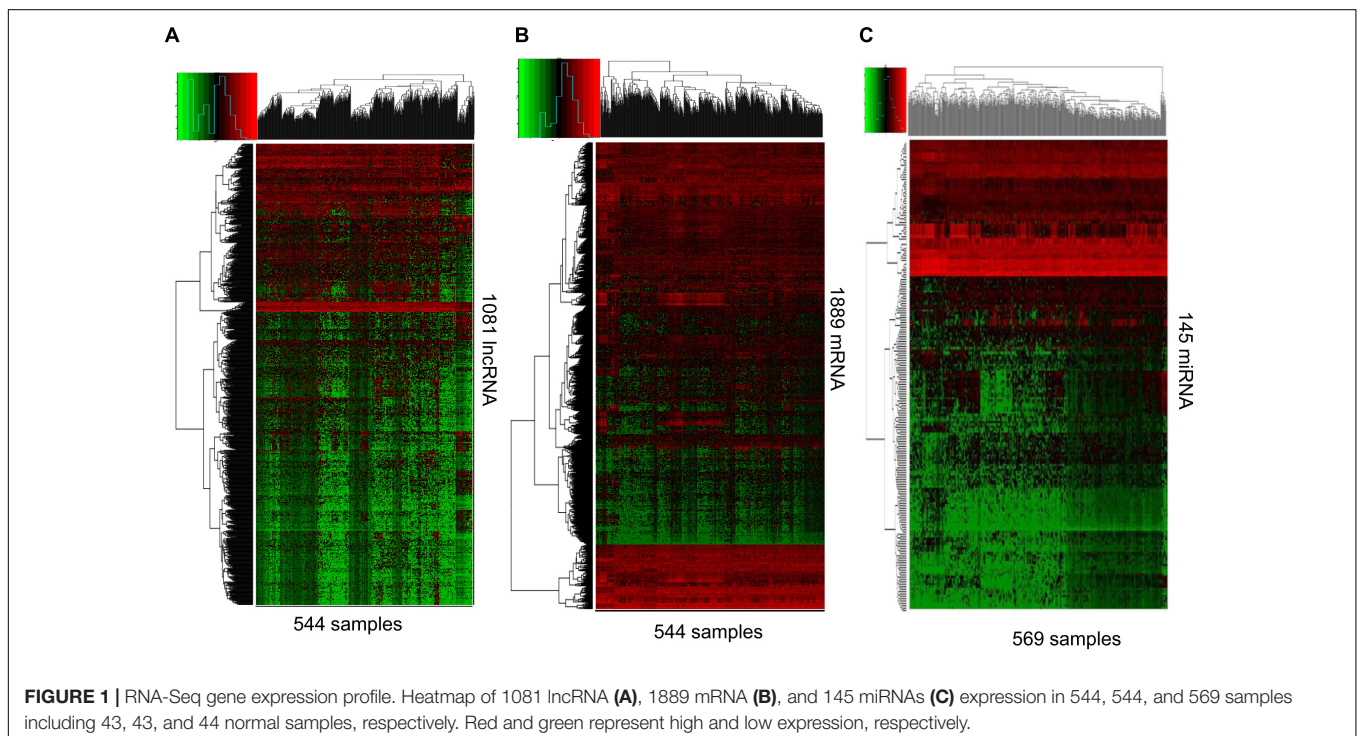 A
B
C
1081 lncRNA
1889 mRNA
145 miRNA
544 samples
544 samples
569 samples
FIGURE 1 | RNA-Seq gene expression profile. Heatmap of 1081 lncRNA (A), 1889 mRNA (B), and 145 miRNAs (C) expression in 544, 544, and 569 samples
including 43, 43, and 44 normal samples, respectively. Red and green represent high and low expression, respectively.